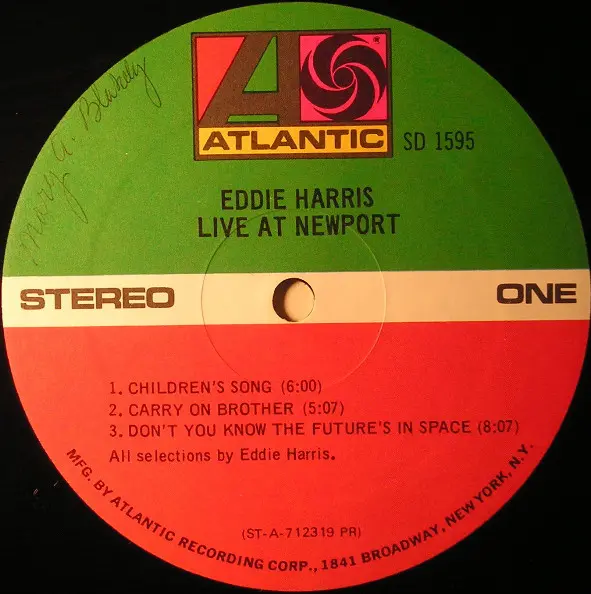 Mary A. Blakely
ATLANTIC
SD 1595
EDDIE HARRIS
LIVE AT NEWPORT
STEREO
ONE
1. CHILDREN'S SONG (6:00)
2. CARRY ON BROTHER (5:07)
3. DON'T YOU KNOW THE FUTURE'S IN SPACE (8:07)
All selections by Eddie Harris.
(ST-A-712319 PR)
MFG. BY ATLANTIC RECORDING CORP., 1841 BROADWAY, NEW YORK, N.Y.